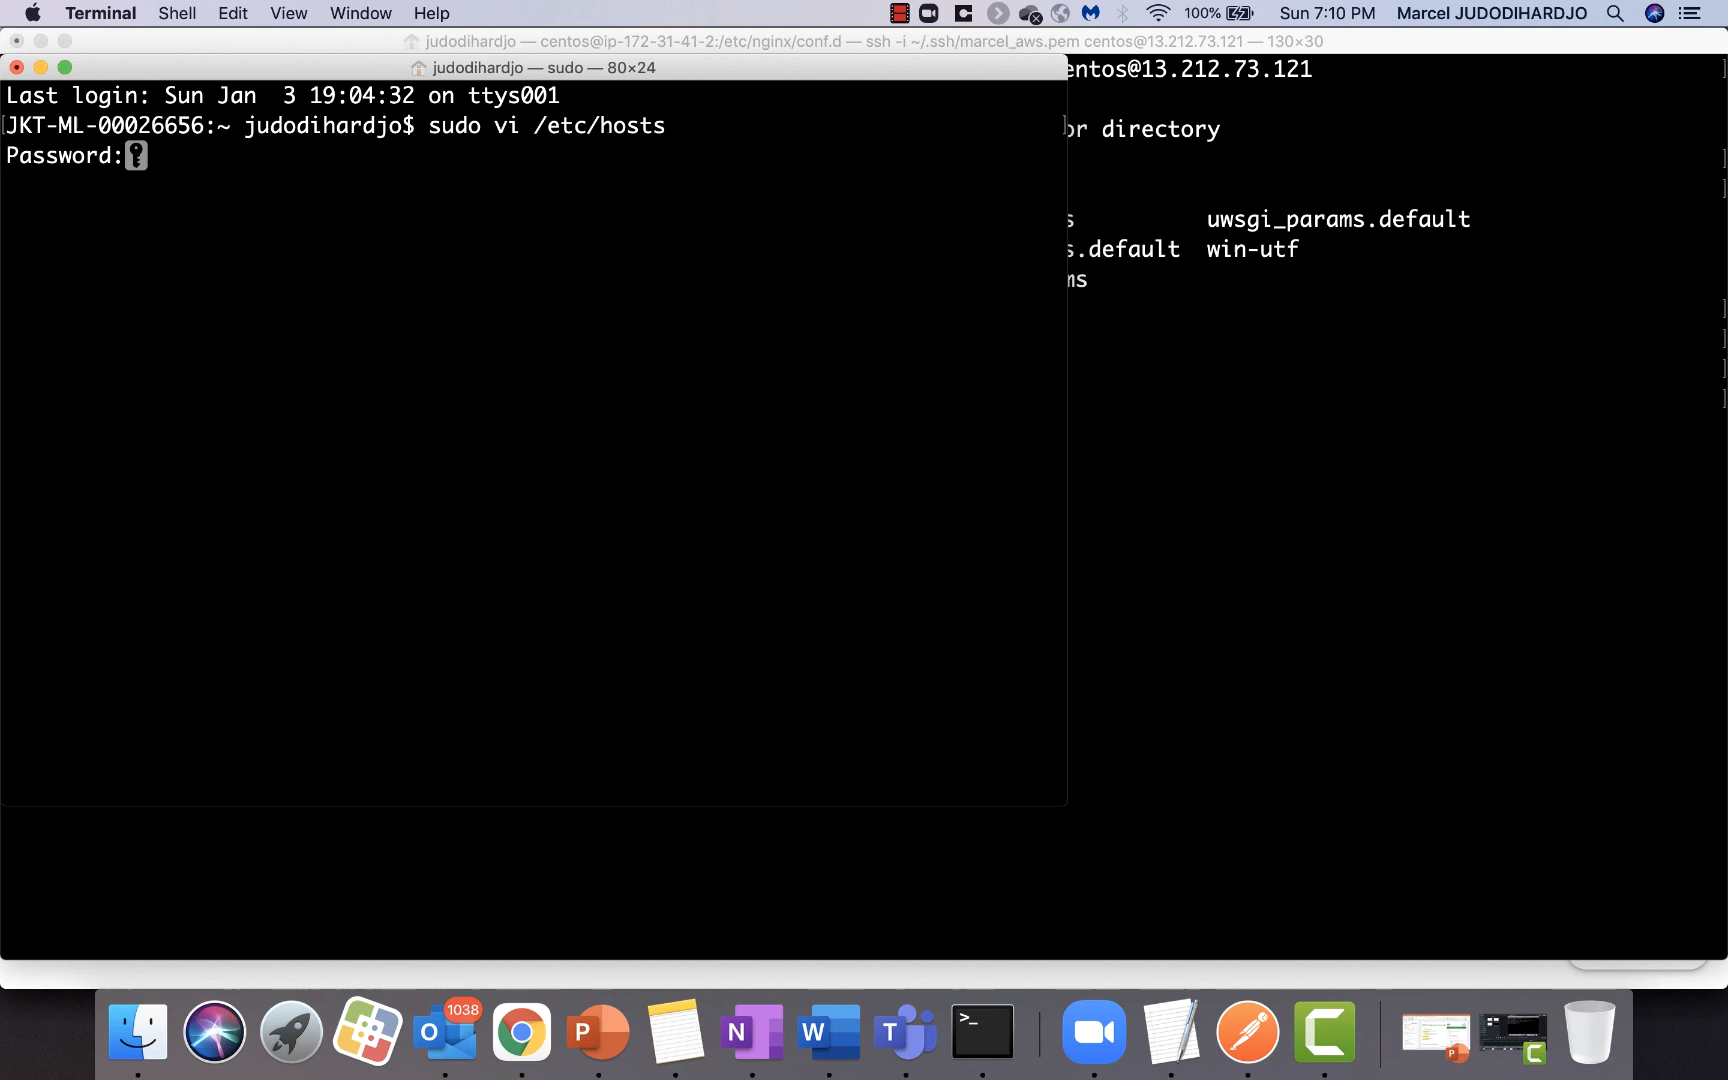 Terminal Shell Edit View Window Help 100% Sun 7:10 PM Marcel JUDODIHARDJO
judodihardjo — centos@ip-172-31-41-2:/etc/nginx/conf.d — ssh -i ~/.ssh/marcel_aws.pem centos@13.212.73.121 — 130×30
judodihardjo — sudo — 80×24
Last login: Sun Jan  3 19:04:32 on ttys001
JKT-ML-00026656:~ judodihardjo$ sudo vi /etc/hosts
Password:
entos@13.212.73.121
or directory
s uwsgi_params.default
s.default win-utf
ms
1038
O
P
N
W
T
>_
C
P
C